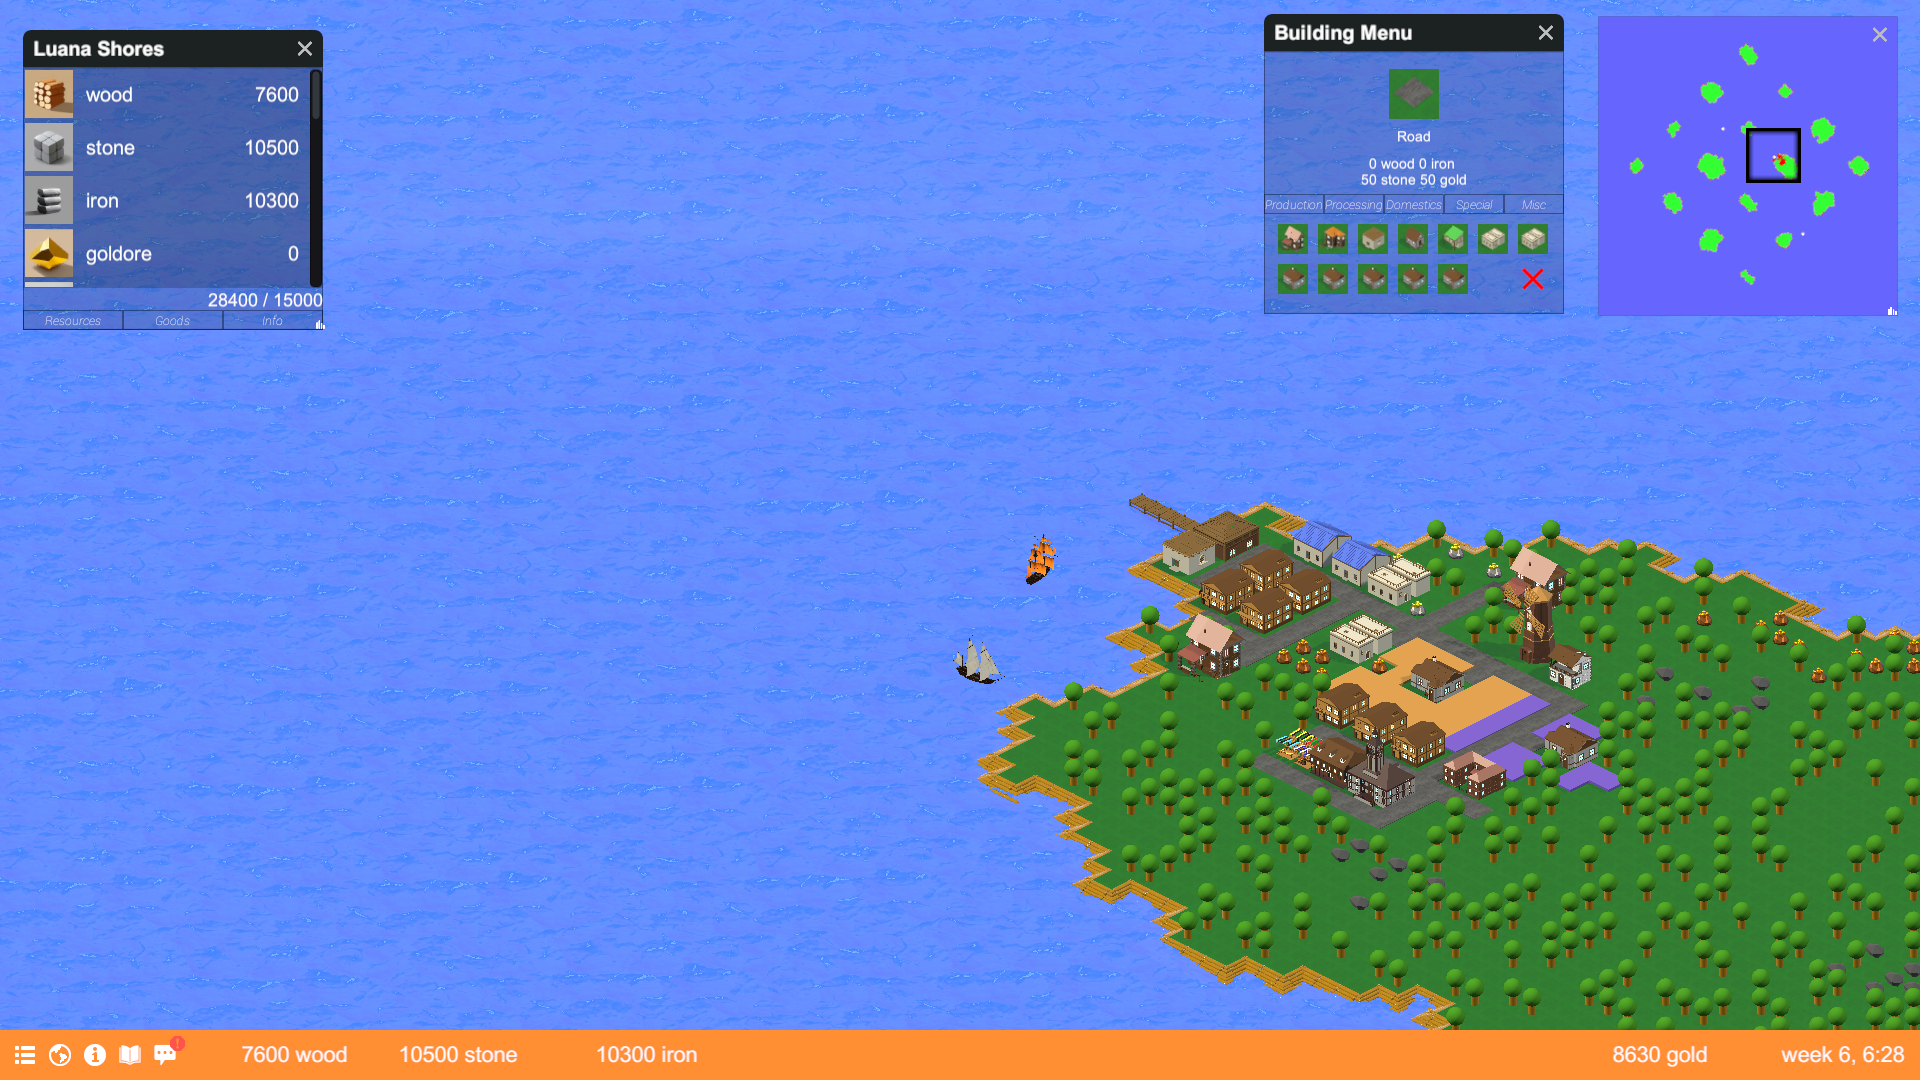 Luana Shores
wood 7600
stone 10500
iron 10300
goldore 0
28400 / 15000
Resources Goods Info
Building Menu
Road
0 wood 0 iron
50 stone 50 gold
Production Processing Domestics Special Misc
7600 wood 10500 stone 10300 iron 8630 gold week 6, 6:28